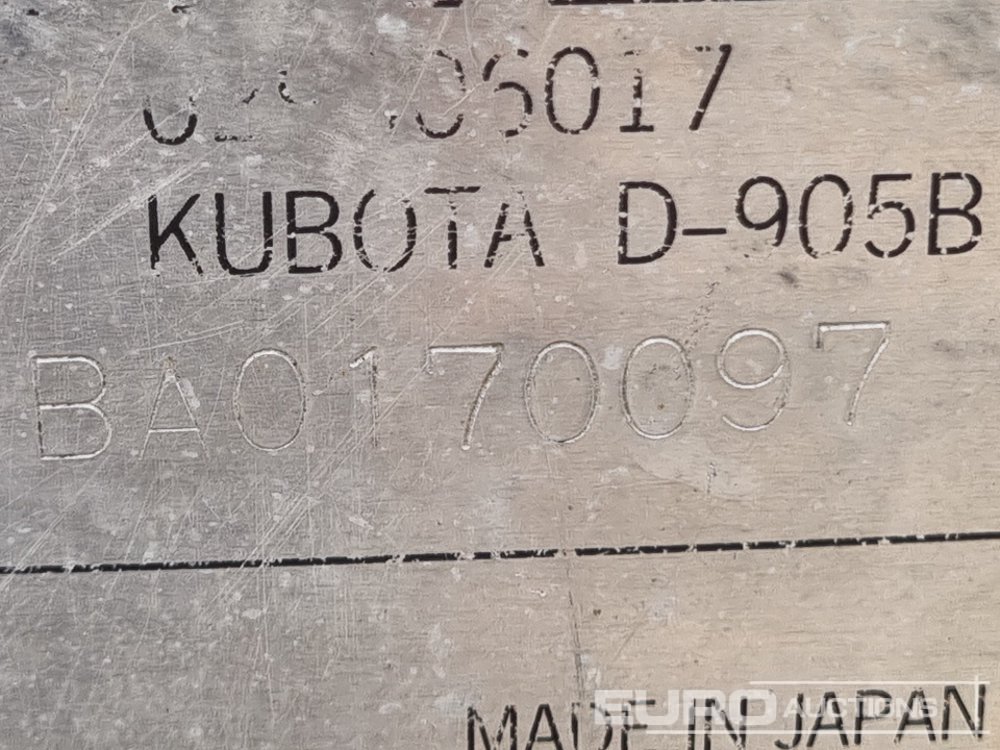 KUBOTA D-905B
BA0170097
MADE IN JAPAN
EURO AUCTIONS